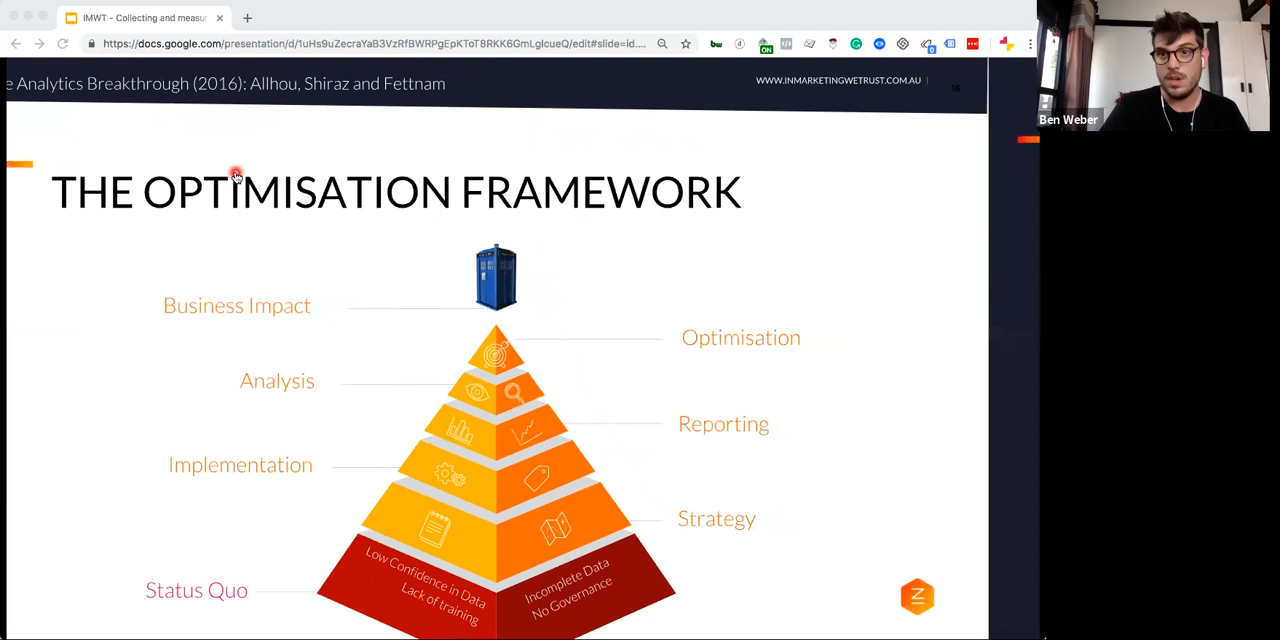 IMWT - Collecting and measur
https://docs.google.com/presentation/d/1uHs9uZecraYaB3VzRfBWRPgEpKToT8RKK6GmLgIcueQ/edit#slide=id....
e Analytics Breakthrough (2016): Allhou, Shiraz and Fettnam
WWW.INMARKETINGWETRUST.COM.AU |
16
Ben Weber
THE OPTIMISATION FRAMEWORK
Business Impact
Optimisation
Analysis
Reporting
Implementation
Strategy
Low Confidence in Data
Lack of training
Incomplete Data
No Governance
Status Quo